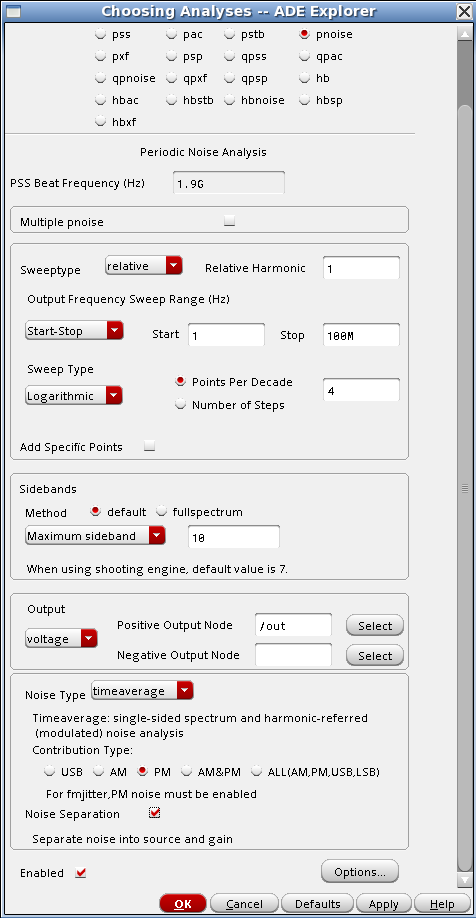 Choosing Analyses -- ADE Explorer
pss pac pstb pnoise
pxf psp qpss qpac
qpnoise qpxf qpsp hb
hbac hbstb hbnoise hbsp
hbxf
Periodic Noise Analysis
PSS Beat Frequency (Hz) 1.9G
Multiple pnoise
Sweeptype relative Relative Harmonic 1
Output Frequency Sweep Range (Hz)
Start-Stop Start 1 Stop 100M
Sweep Type
Logarithmic
Points Per Decade 4
Number of Steps
Add Specific Points
Sidebands
Method default fullspectrum
Maximum sideband 10
When using shooting engine, default value is 7.
Output
voltage
Positive Output Node /out Select
Negative Output Node Select
Noise Type timeaverage
Timeaverage: single-sided spectrum and harmonic-referred
(modulated) noise analysis
Contribution Type:
USB AM PM AM&PM ALL(AM,PM,USB,LSB)
For fmjitter,PM noise must be enabled
Noise Separation
Separate noise into source and gain
Enabled Options...
OK Cancel Defaults Apply Help